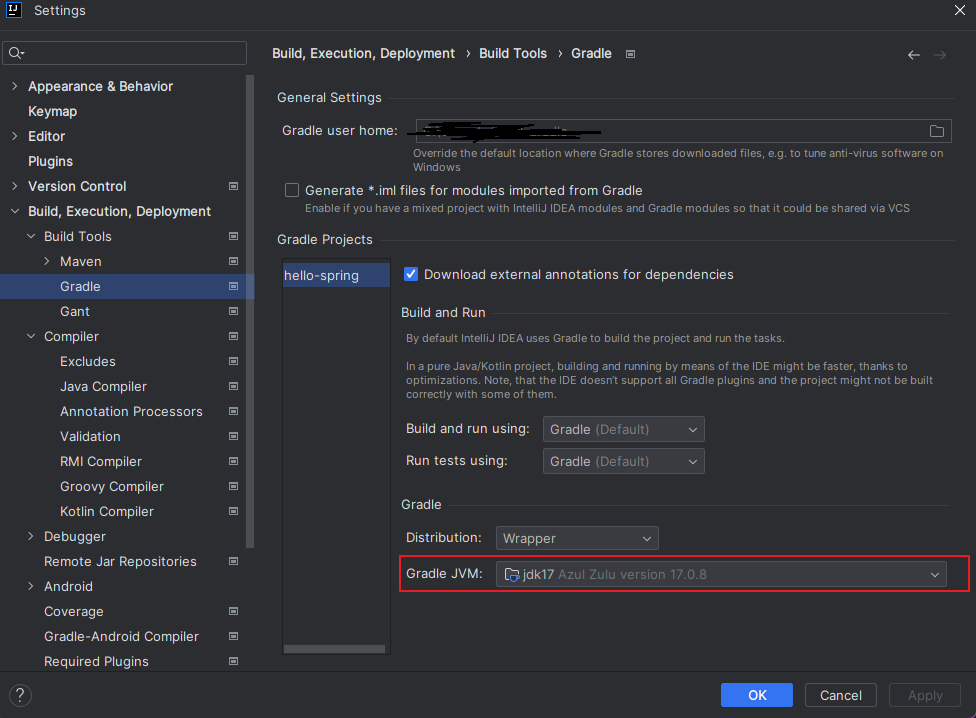 IJ
Settings
Appearance & Behavior
Keymap
Editor
Plugins
Version Control
Build, Execution, Deployment
Build Tools
Maven
Gradle
Gant
Compiler
Excludes
Java Compiler
Annotation Processors
Validation
RMI Compiler
Groovy Compiler
Kotlin Compiler
Debugger
Remote Jar Repositories
Android
Coverage
Gradle-Android Compiler
Required Plugins
Build, Execution, Deployment › Build Tools › Gradle
General Settings
Gradle user home:
Override the default location where Gradle stores downloaded files, e.g. to tune anti-virus software on
Windows
Generate *.iml files for modules imported from Gradle
Enable if you have a mixed project with IntelliJ IDEA modules and Gradle modules so that it could be shared via VCS
Gradle Projects
hello-spring
Download external annotations for dependencies
Build and Run
By default IntelliJ IDEA uses Gradle to build the project and run the tasks.
In a pure Java/Kotlin project, building and running by means of the IDE might be faster, thanks to
optimizations. Note, that the IDE doesn't support all Gradle plugins and the project might not be built
correctly with some of them.
Build and run using: Gradle (Default)
Run tests using: Gradle (Default)
Gradle
Distribution: Wrapper
Gradle JVM: jdk17 Azul Zulu version 17.0.8
? OK Cancel Apply